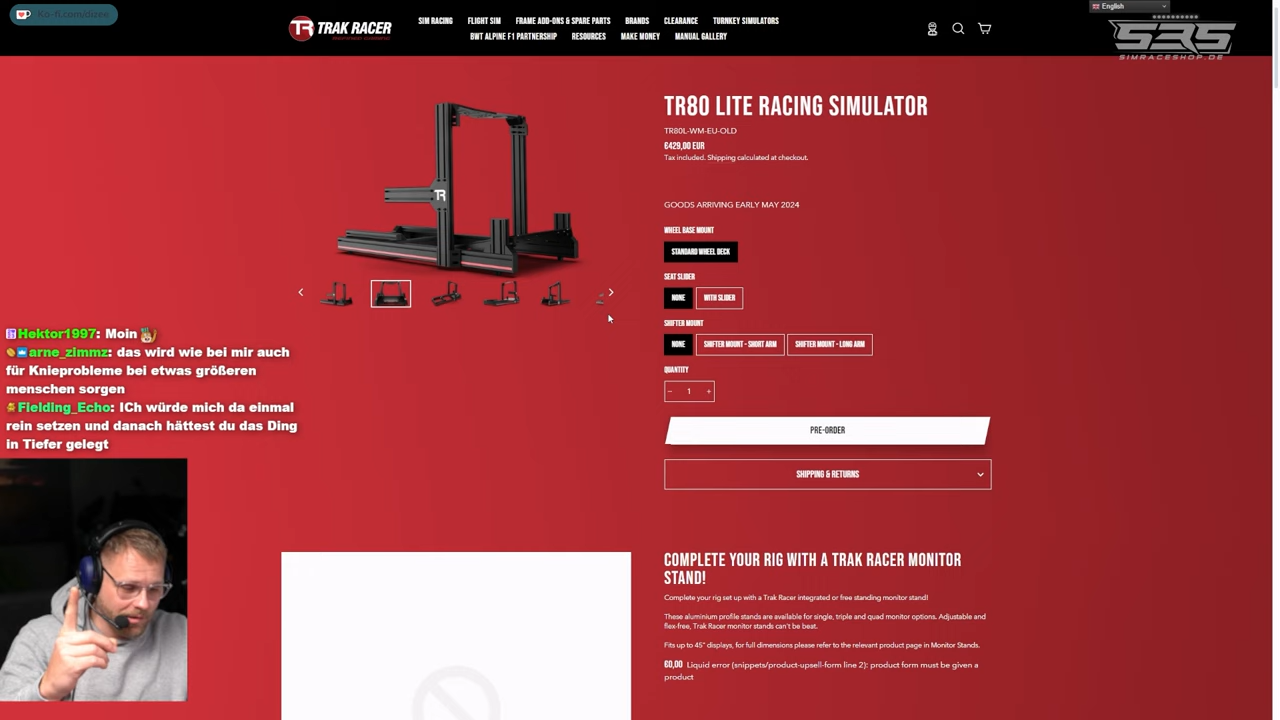 Ko-fi.com/dizee
TRAK RACER
SIM RACING
FLIGHT SIM
FRAME ADD-ONS & SPARE PARTS
BRANDS
CLEARANCE
TURNKEY SIMULATORS
BWT ALPINE F1 PARTNERSHIP
RESOURCES
MAKE MONEY
MANUAL GALLERY
English
SRS
SIMRACESHOP.DE
TR80 LITE RACING SIMULATOR
TR80L-WM-EU-OLD
€429,00 EUR
Tax included. Shipping calculated at checkout.
GOODS ARRIVING EARLY MAY 2024
WHEEL BASE MOUNT
STANDARD WHEEL DECK
SEAT SLIDER
NONE
WITH SLIDER
SHIFTER MOUNT
NONE
SHIFTER MOUNT - SHORT ARM
SHIFTER MOUNT - LONG ARM
QUANTITY
− 1 +
PRE-ORDER
SHIPPING & RETURNS
TR
Hektor1997: Moin
arne_zimmz: das wird wie bei mir auch
für Knieprobleme bei etwas größeren
menschen sorgen
Fielding_Echo: ICh würde mich da einmal
rein setzen und danach hättest du das Ding
in Tiefer gelegt
COMPLETE YOUR RIG WITH A TRAK RACER MONITOR
STAND!
Complete your rig set up with a Trak Racer integrated or free standing monitor stand!
These aluminium profile stands are available for single, triple and quad monitor options. Adjustable and
flex-free, Trak Racer monitor stands can't be beat.
Fits up to 45" displays, for full dimensions please refer to the relevant product page in Monitor Stands.
€0,00 Liquid error (snippets/product-upsell-form line 2): product form must be given a
product